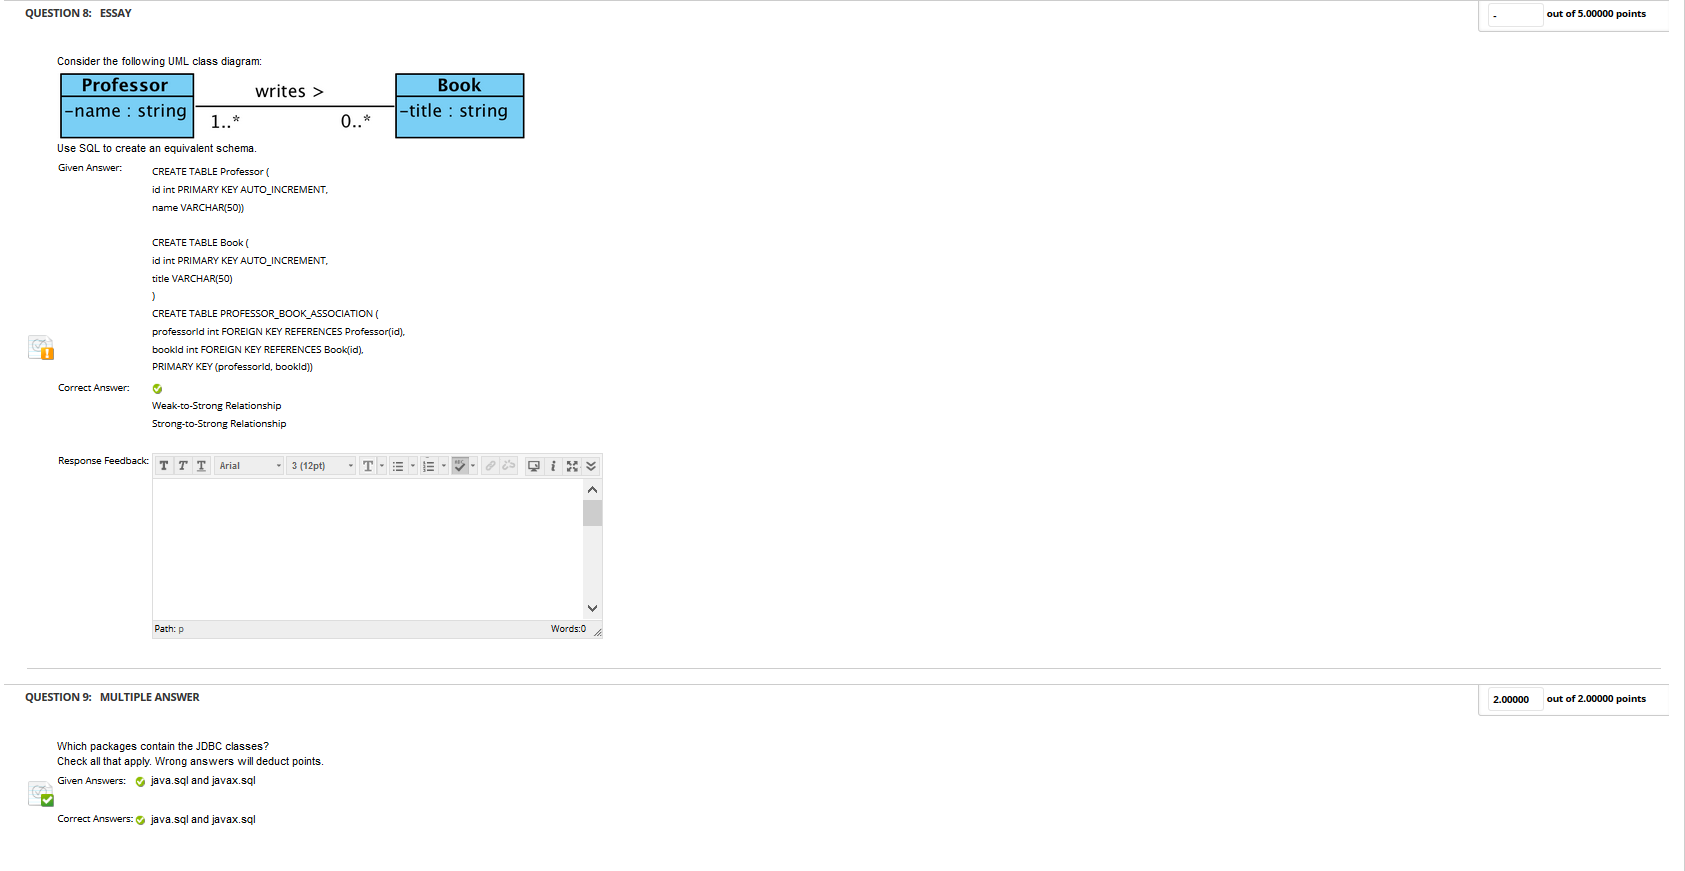 QUESTION 8: ESSAY
- out of 5.00000 points
Consider the following UML class diagram:
Professor
-name : string
writes >
1..*
0..*
Book
-title : string
Use SQL to create an equivalent schema.
Given Answer:
CREATE TABLE Professor (
id int PRIMARY KEY AUTO_INCREMENT,
name VARCHAR(50))
CREATE TABLE Book (
id int PRIMARY KEY AUTO_INCREMENT,
title VARCHAR(50)
)
CREATE TABLE PROFESSOR_BOOK_ASSOCIATION (
professorId int FOREIGN KEY REFERENCES Professor(id),
bookId int FOREIGN KEY REFERENCES Book(id),
PRIMARY KEY (professorId, bookId))
Correct Answer:
Weak-to-Strong Relationship
Strong-to-Strong Relationship
Response Feedback:
T T T Arial 3 (12pt) T ABC i
Path: p Words:0
QUESTION 9: MULTIPLE ANSWER
2.00000 out of 2.00000 points
Which packages contain the JDBC classes?
Check all that apply. Wrong answers will deduct points.
Given Answers: java.sql and javax.sql
Correct Answers: java.sql and javax.sql